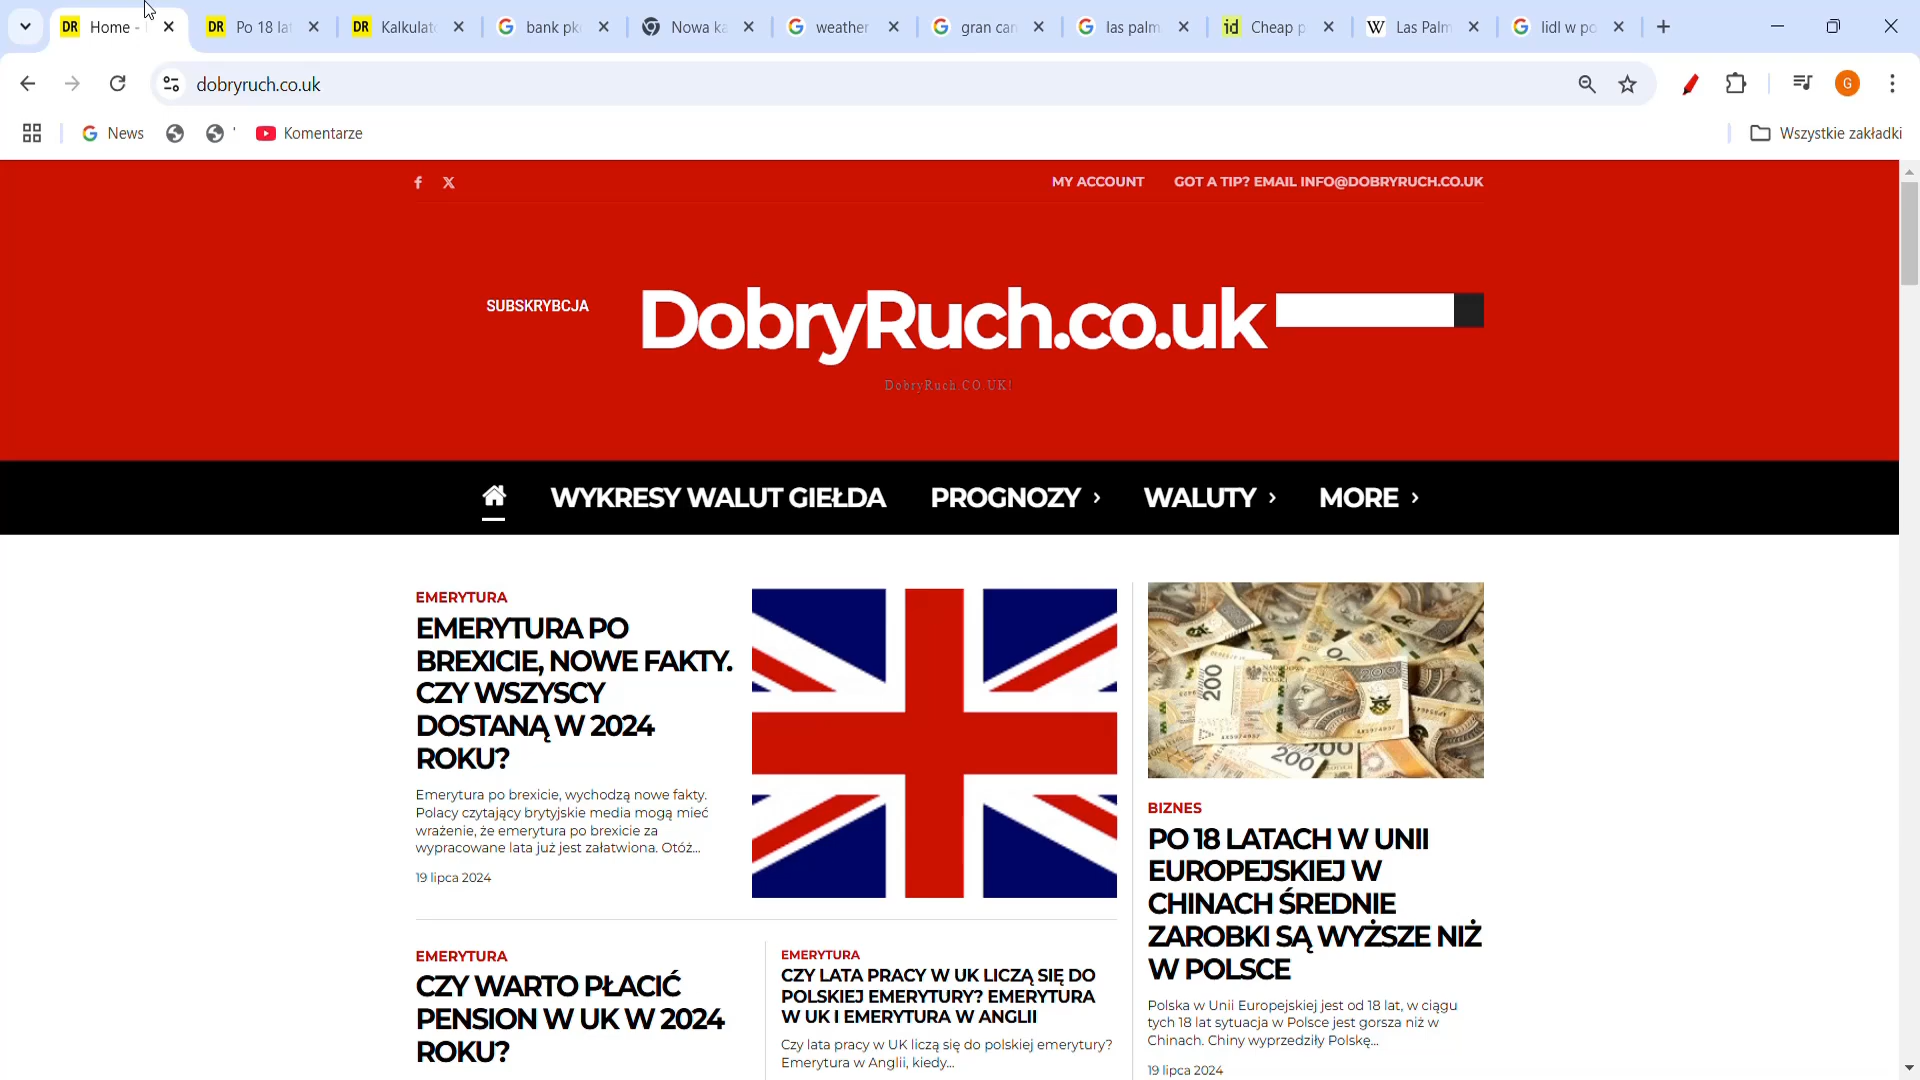 Home -
Po 18 la
Kalkulat
bank pk
Nowa ka
weather
gran can
las palm
Cheap p
Las Palm
lidl w po
dobryruch.co.uk
G
News
'
Komentarze
Wszystkie zakładki
MY ACCOUNT
GOT A TIP? EMAIL INFO@DOBRYRUCH.CO.UK
SUBSKRYBCJA
DobryRuch.co.uk
DobryRuch.CO.UK!
WYKRESY WALUT GIEŁDA
PROGNOZY
WALUTY
MORE
EMERYTURA
EMERYTURA PO
BREXICIE, NOWE FAKTY.
CZY WSZYSCY
DOSTANĄ W 2024
ROKU?
Emerytura po brexicie, wychodzą nowe fakty.
Polacy czytający brytyjskie media mogą mieć
wrażenie, że emerytura po brexicie za
wypracowane lata już jest załatwiona. Otóż...
19 lipca 2024
EMERYTURA
CZY WARTO PŁACIĆ
PENSION W UK W 2024
ROKU?
EMERYTURA
CZY LATA PRACY W UK LICZĄ SIĘ DO
POLSKIEJ EMERYTURY? EMERYTURA
W UK I EMERYTURA W ANGLII
Czy lata pracy w UK liczą się do polskiej emerytury?
Emerytura w Anglii, kiedy...
200
200
200
BIZNES
PO 18 LATACH W UNII
EUROPEJSKIEJ W
CHINACH ŚREDNIE
ZAROBKI SĄ WYŻSZE NIŻ
W POLSCE
Polska w Unii Europejskiej jest od 18 lat, w ciągu
tych 18 lat sytuacja w Polsce jest gorsza niż w
Chinach. Chiny wyprzedziły Polskę...
19 lipca 2024